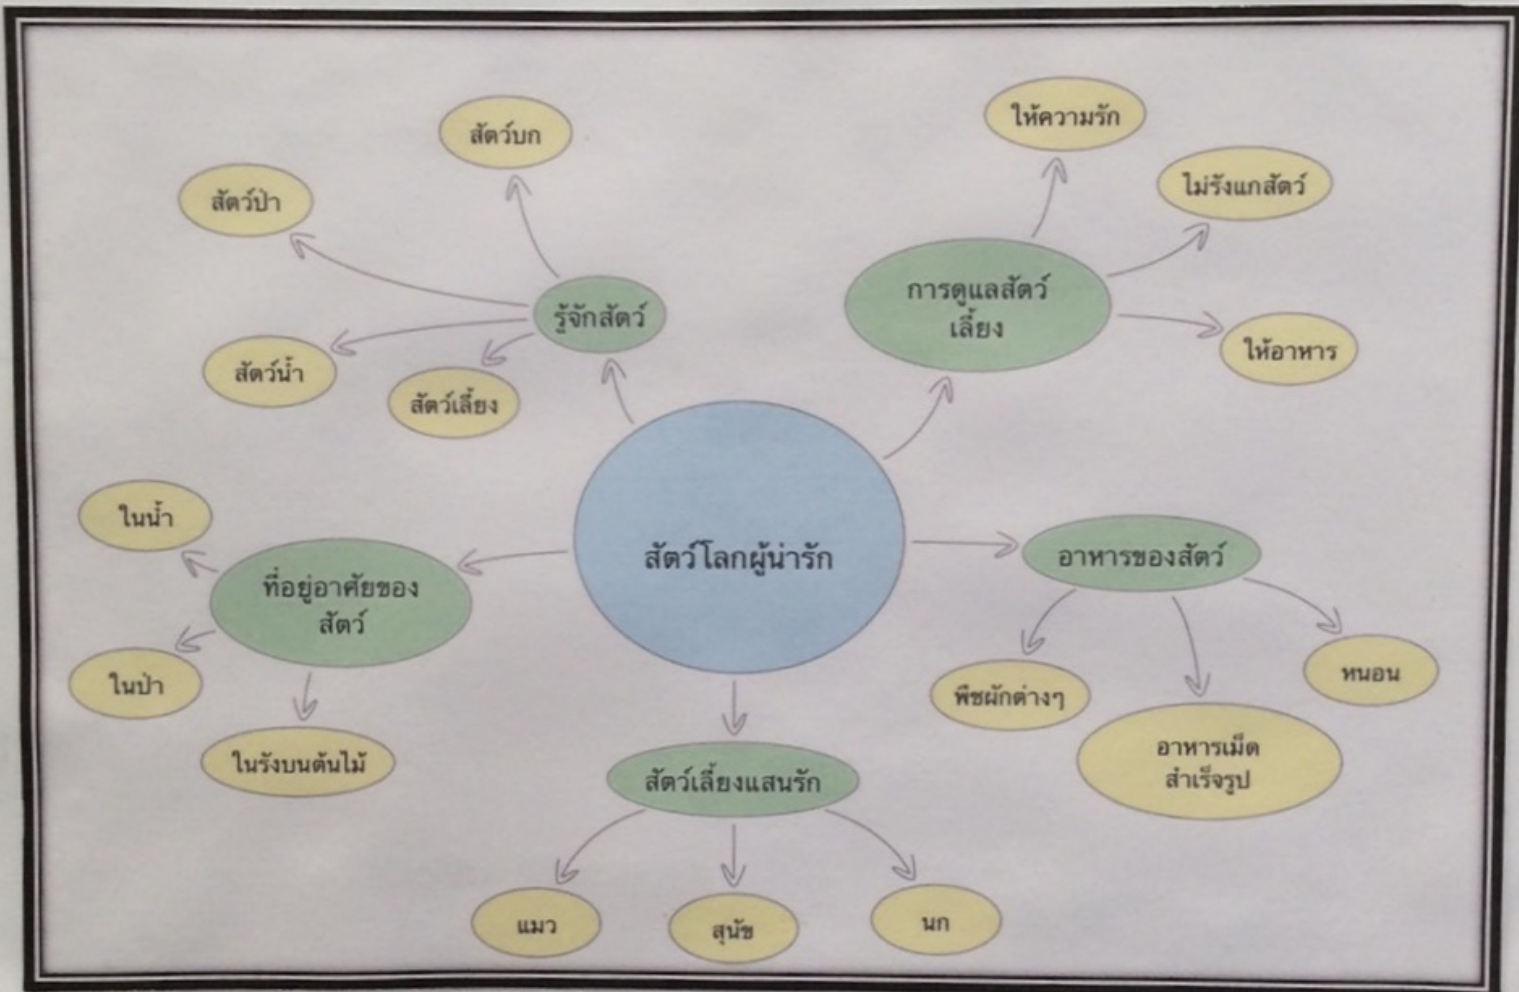 สัตว์บก
สัตว์ป่า
รู้จักสัตว์
สัตว์น้ำ
สัตว์เลี้ยง
ให้ความรัก
ไม่รังแกสัตว์
การดูแลสัตว์
เลี้ยง
ให้อาหาร
สัตว์โลกผู้น่ารัก
ในน้ำ
ที่อยู่อาศัยของ
สัตว์
ในป่า
ในรังบนต้นไม้
อาหารของสัตว์
พืชผักต่างๆ
อาหารเม็ด
สำเร็จรูป
หนอน
สัตว์เลี้ยงแสนรัก
แมว
สุนัข
นก